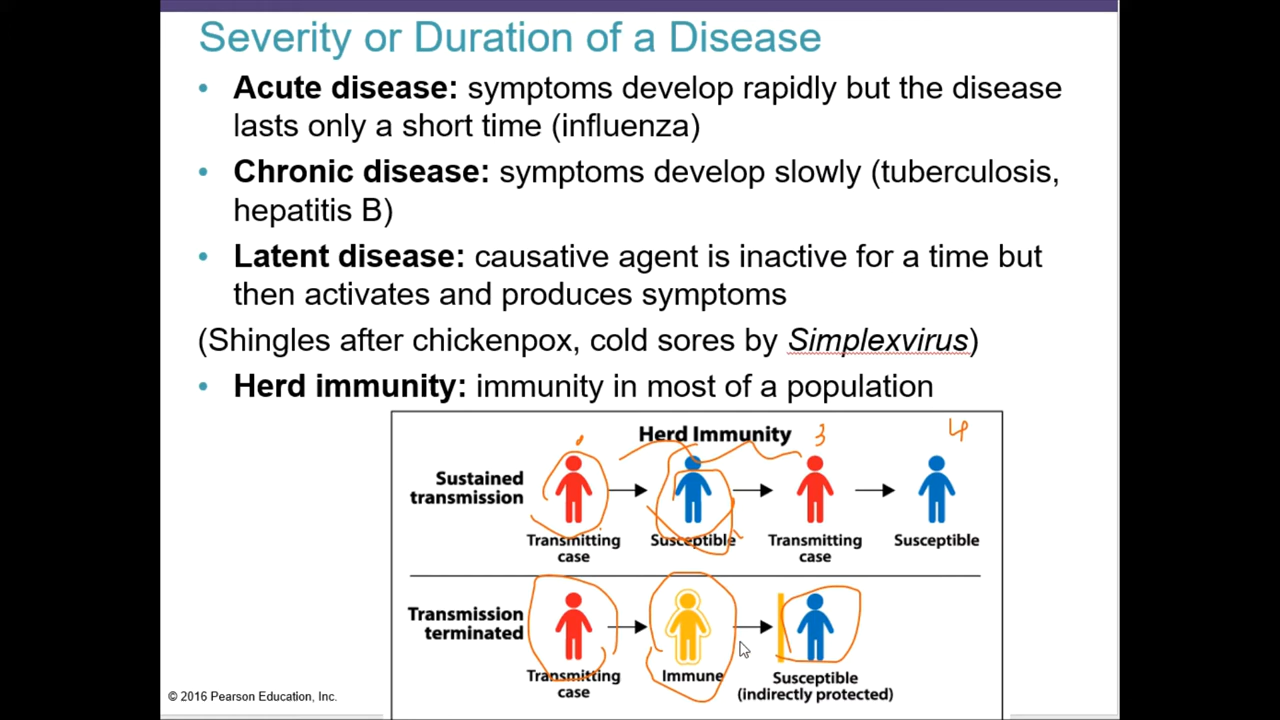 Severity or Duration of a Disease
• Acute disease: symptoms develop rapidly but the disease
lasts only a short time (influenza)
• Chronic disease: symptoms develop slowly (tuberculosis,
hepatitis B)
• Latent disease: causative agent is inactive for a time but
then activates and produces symptoms
(Shingles after chickenpox, cold sores by Simplexvirus)
• Herd immunity: immunity in most of a population
Herd Immunity
3
4
Sustained
transmission
Transmitting
case
Susceptible
Transmitting
case
Susceptible
Transmission
terminated
Transmitting
case
Immune
Susceptible
(indirectly protected)
© 2016 Pearson Education, Inc.